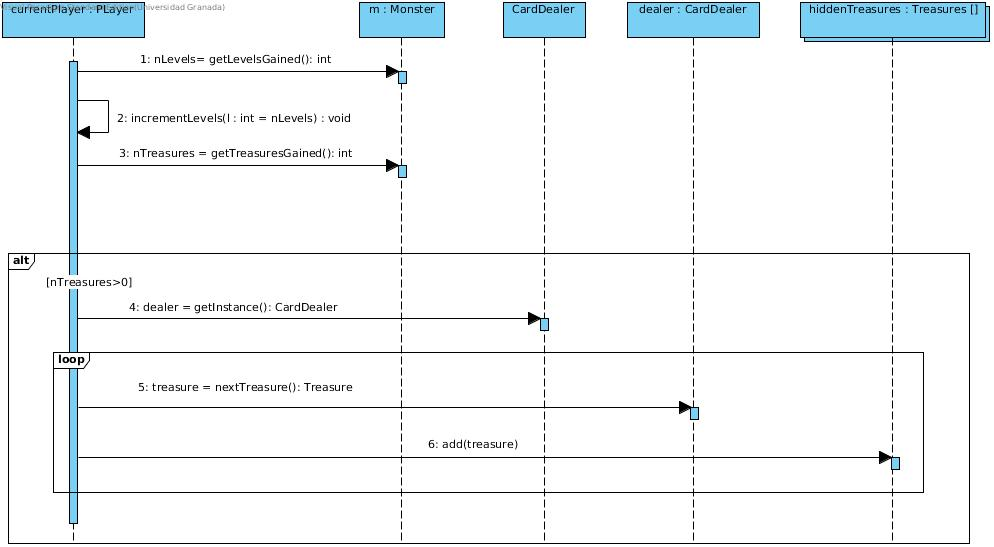 (Universidad Granada)
currentPlayer : PLayer
m : Monster
CardDealer
dealer : CardDealer
hiddenTreasures : Treasures []
1: nLevels= getLevelsGained(): int
2: incrementLevels(l : int = nLevels) : void
3: nTreasures = getTreasuresGained(): int
alt
[nTreasures>0]
4: dealer = getInstance(): CardDealer
loop
5: treasure = nextTreasure(): Treasure
6: add(treasure)